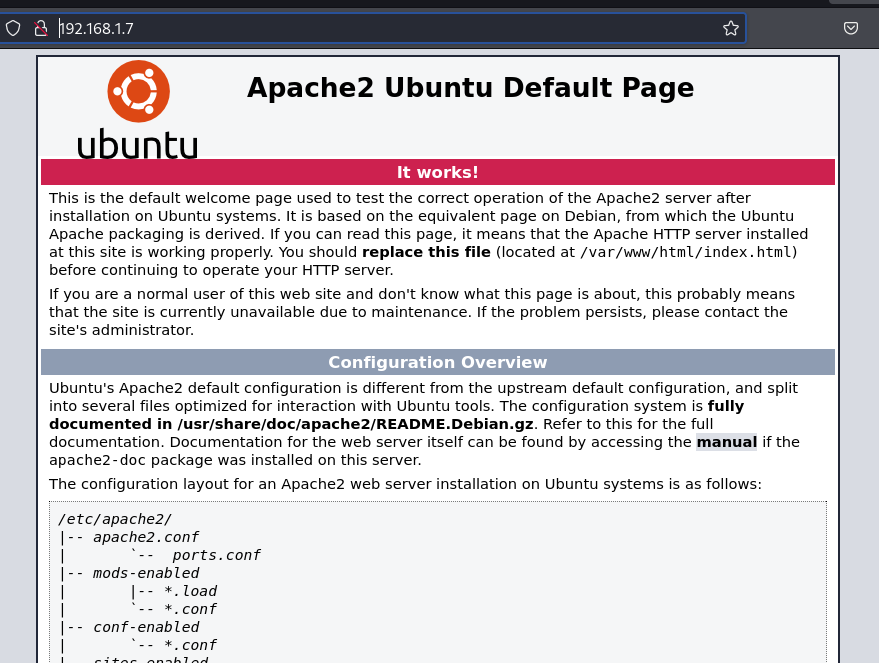 192.168.1.7
Apache2 Ubuntu Default Page
ubuntu
It works!
This is the default welcome page used to test the correct operation of the Apache2 server after
installation on Ubuntu systems. It is based on the equivalent page on Debian, from which the Ubuntu
Apache packaging is derived. If you can read this page, it means that the Apache HTTP server installed
at this site is working properly. You should replace this file (located at /var/www/html/index.html)
before continuing to operate your HTTP server.
If you are a normal user of this web site and don't know what this page is about, this probably means
that the site is currently unavailable due to maintenance. If the problem persists, please contact the
site's administrator.
Configuration Overview
Ubuntu's Apache2 default configuration is different from the upstream default configuration, and split
into several files optimized for interaction with Ubuntu tools. The configuration system is fully
documented in /usr/share/doc/apache2/README.Debian.gz. Refer to this for the full
documentation. Documentation for the web server itself can be found by accessing the manual if the
apache2-doc package was installed on this server.
The configuration layout for an Apache2 web server installation on Ubuntu systems is as follows:
/etc/apache2/
|-- apache2.conf
|       `--  ports.conf
|-- mods-enabled
|       |-- *.load
|       `-- *.conf
|-- conf-enabled
|       `-- *.conf
|-- sites-enabled